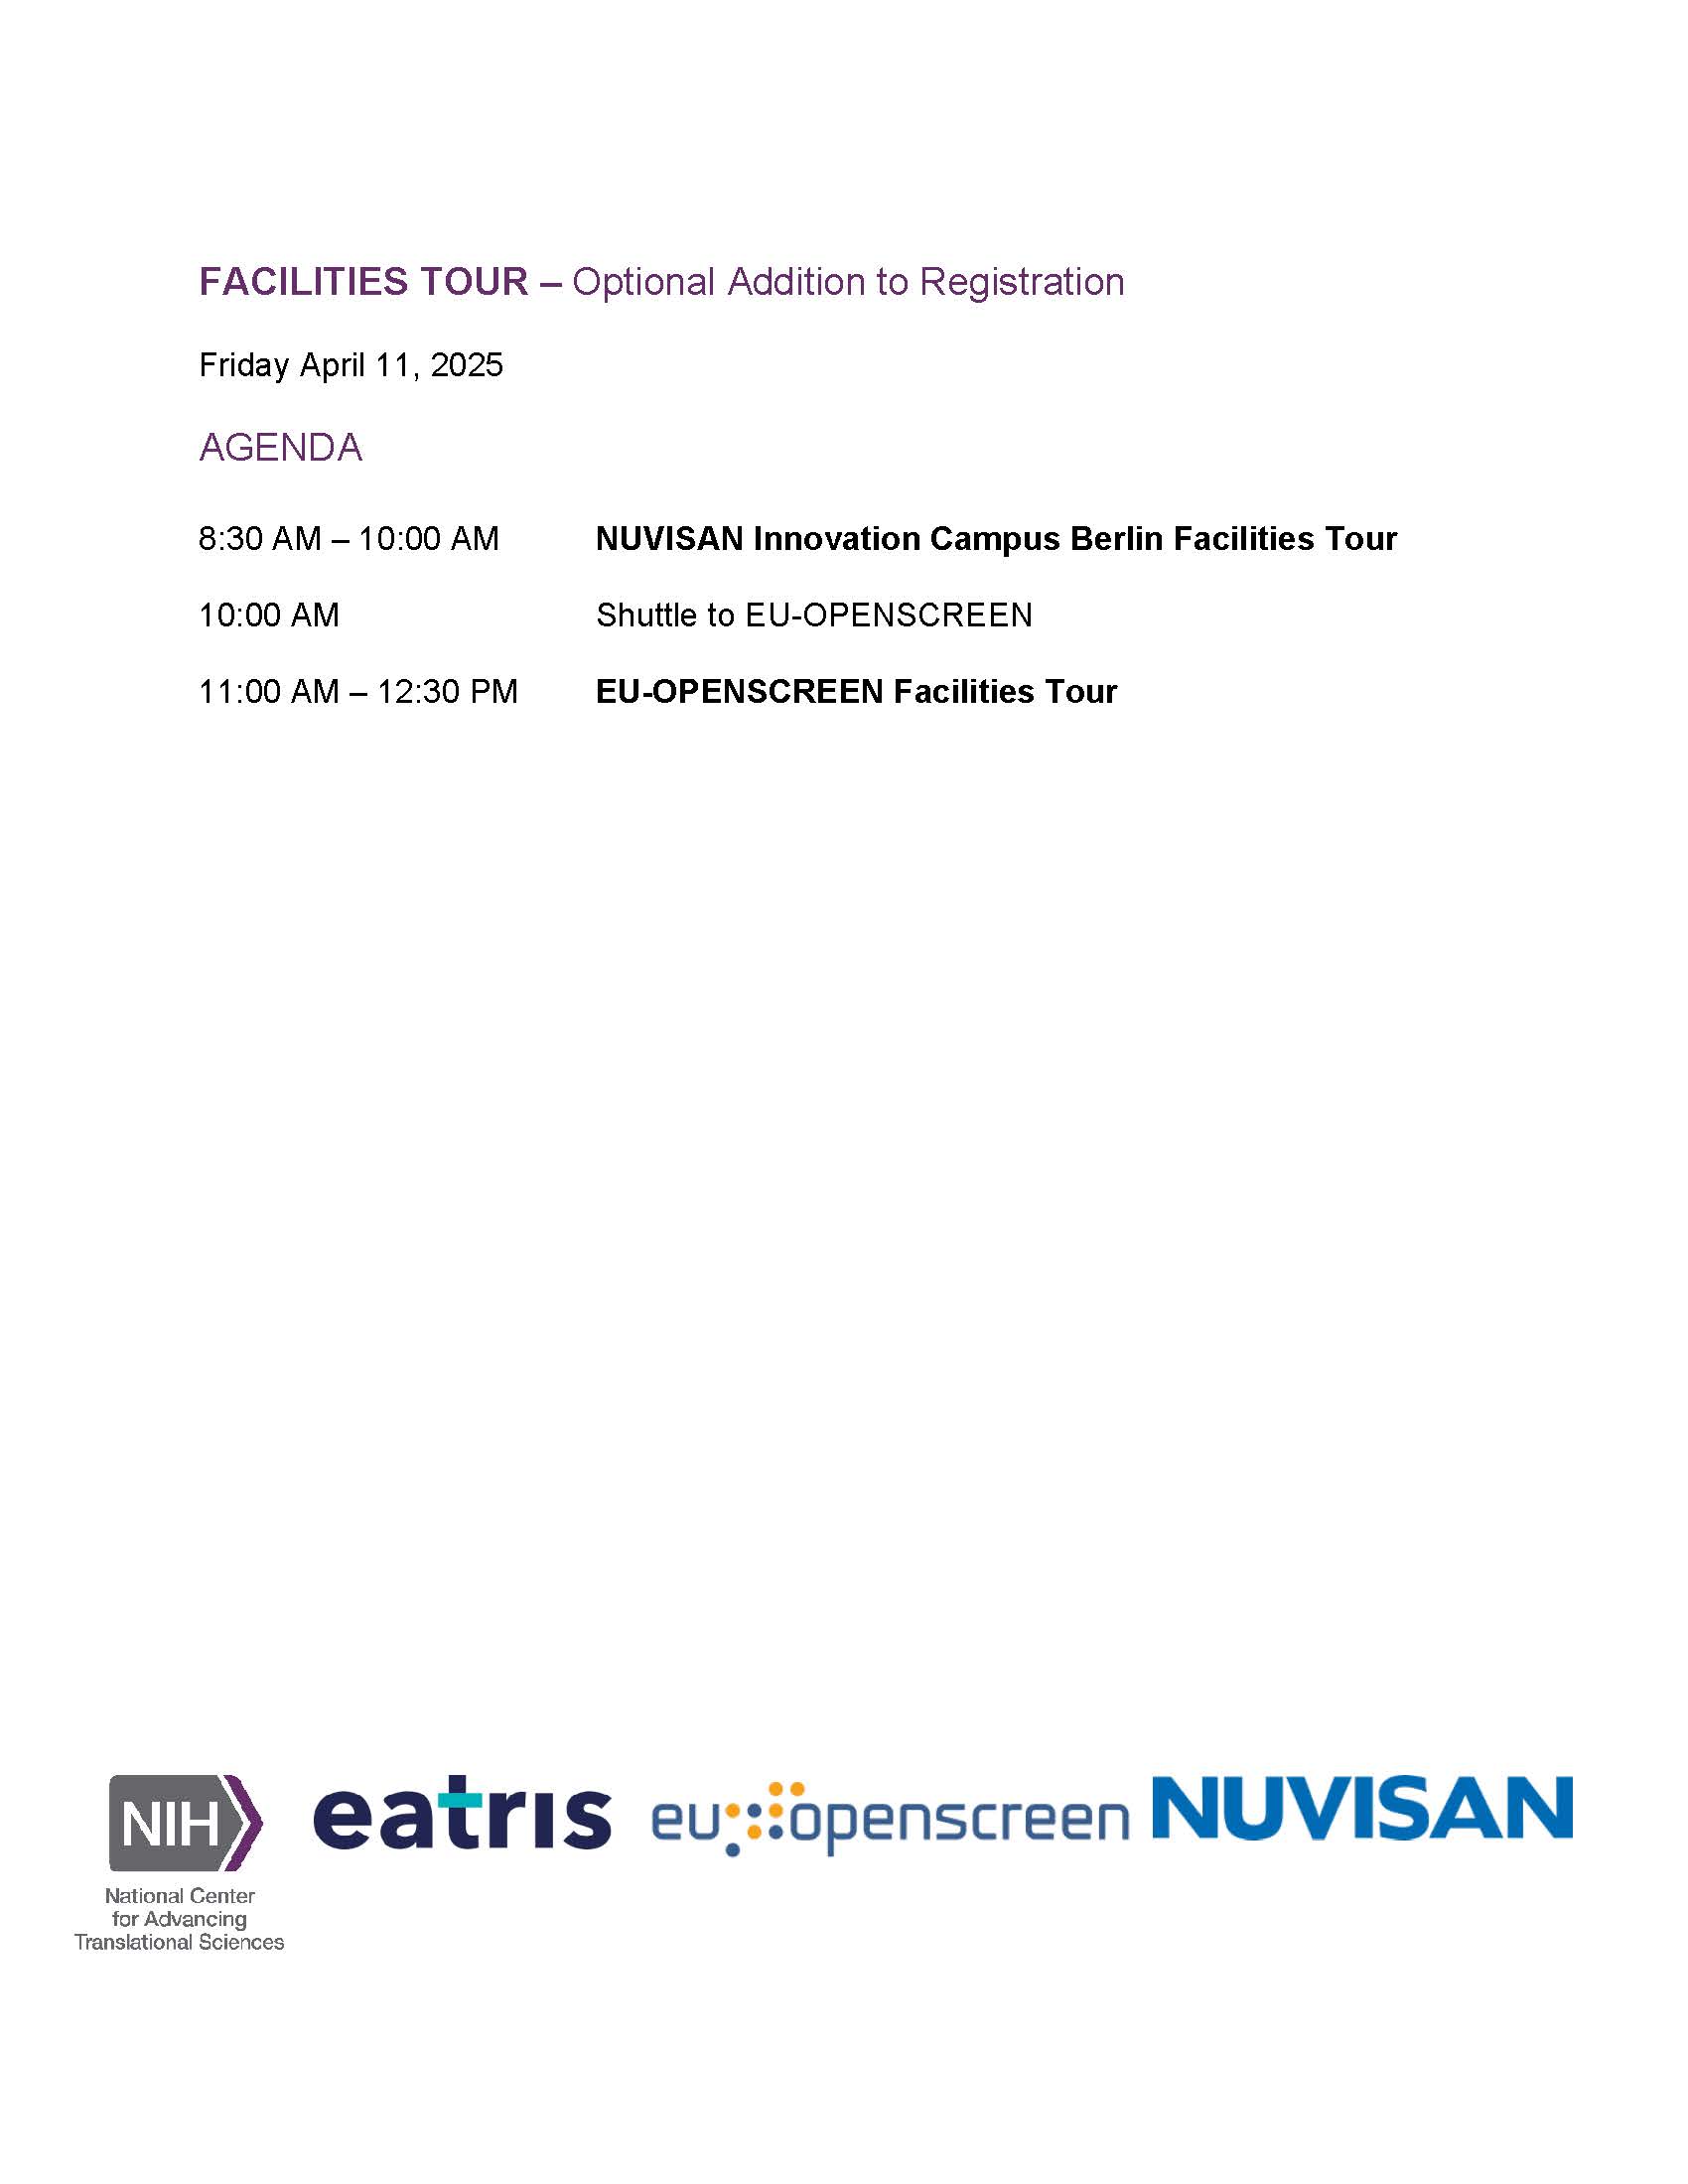 FACILITIES TOUR – Optional Addition to Registration
Friday April 11, 2025
AGENDA
8:30 AM – 10:00 AM NUVISAN Innovation Campus Berlin Facilities Tour
10:00 AM Shuttle to EU-OPENSCREEN
11:00 AM – 12:30 PM EU-OPENSCREEN Facilities Tour
NIH
National Center
for Advancing
Translational Sciences
eatris
eu openscreen
NUVISAN